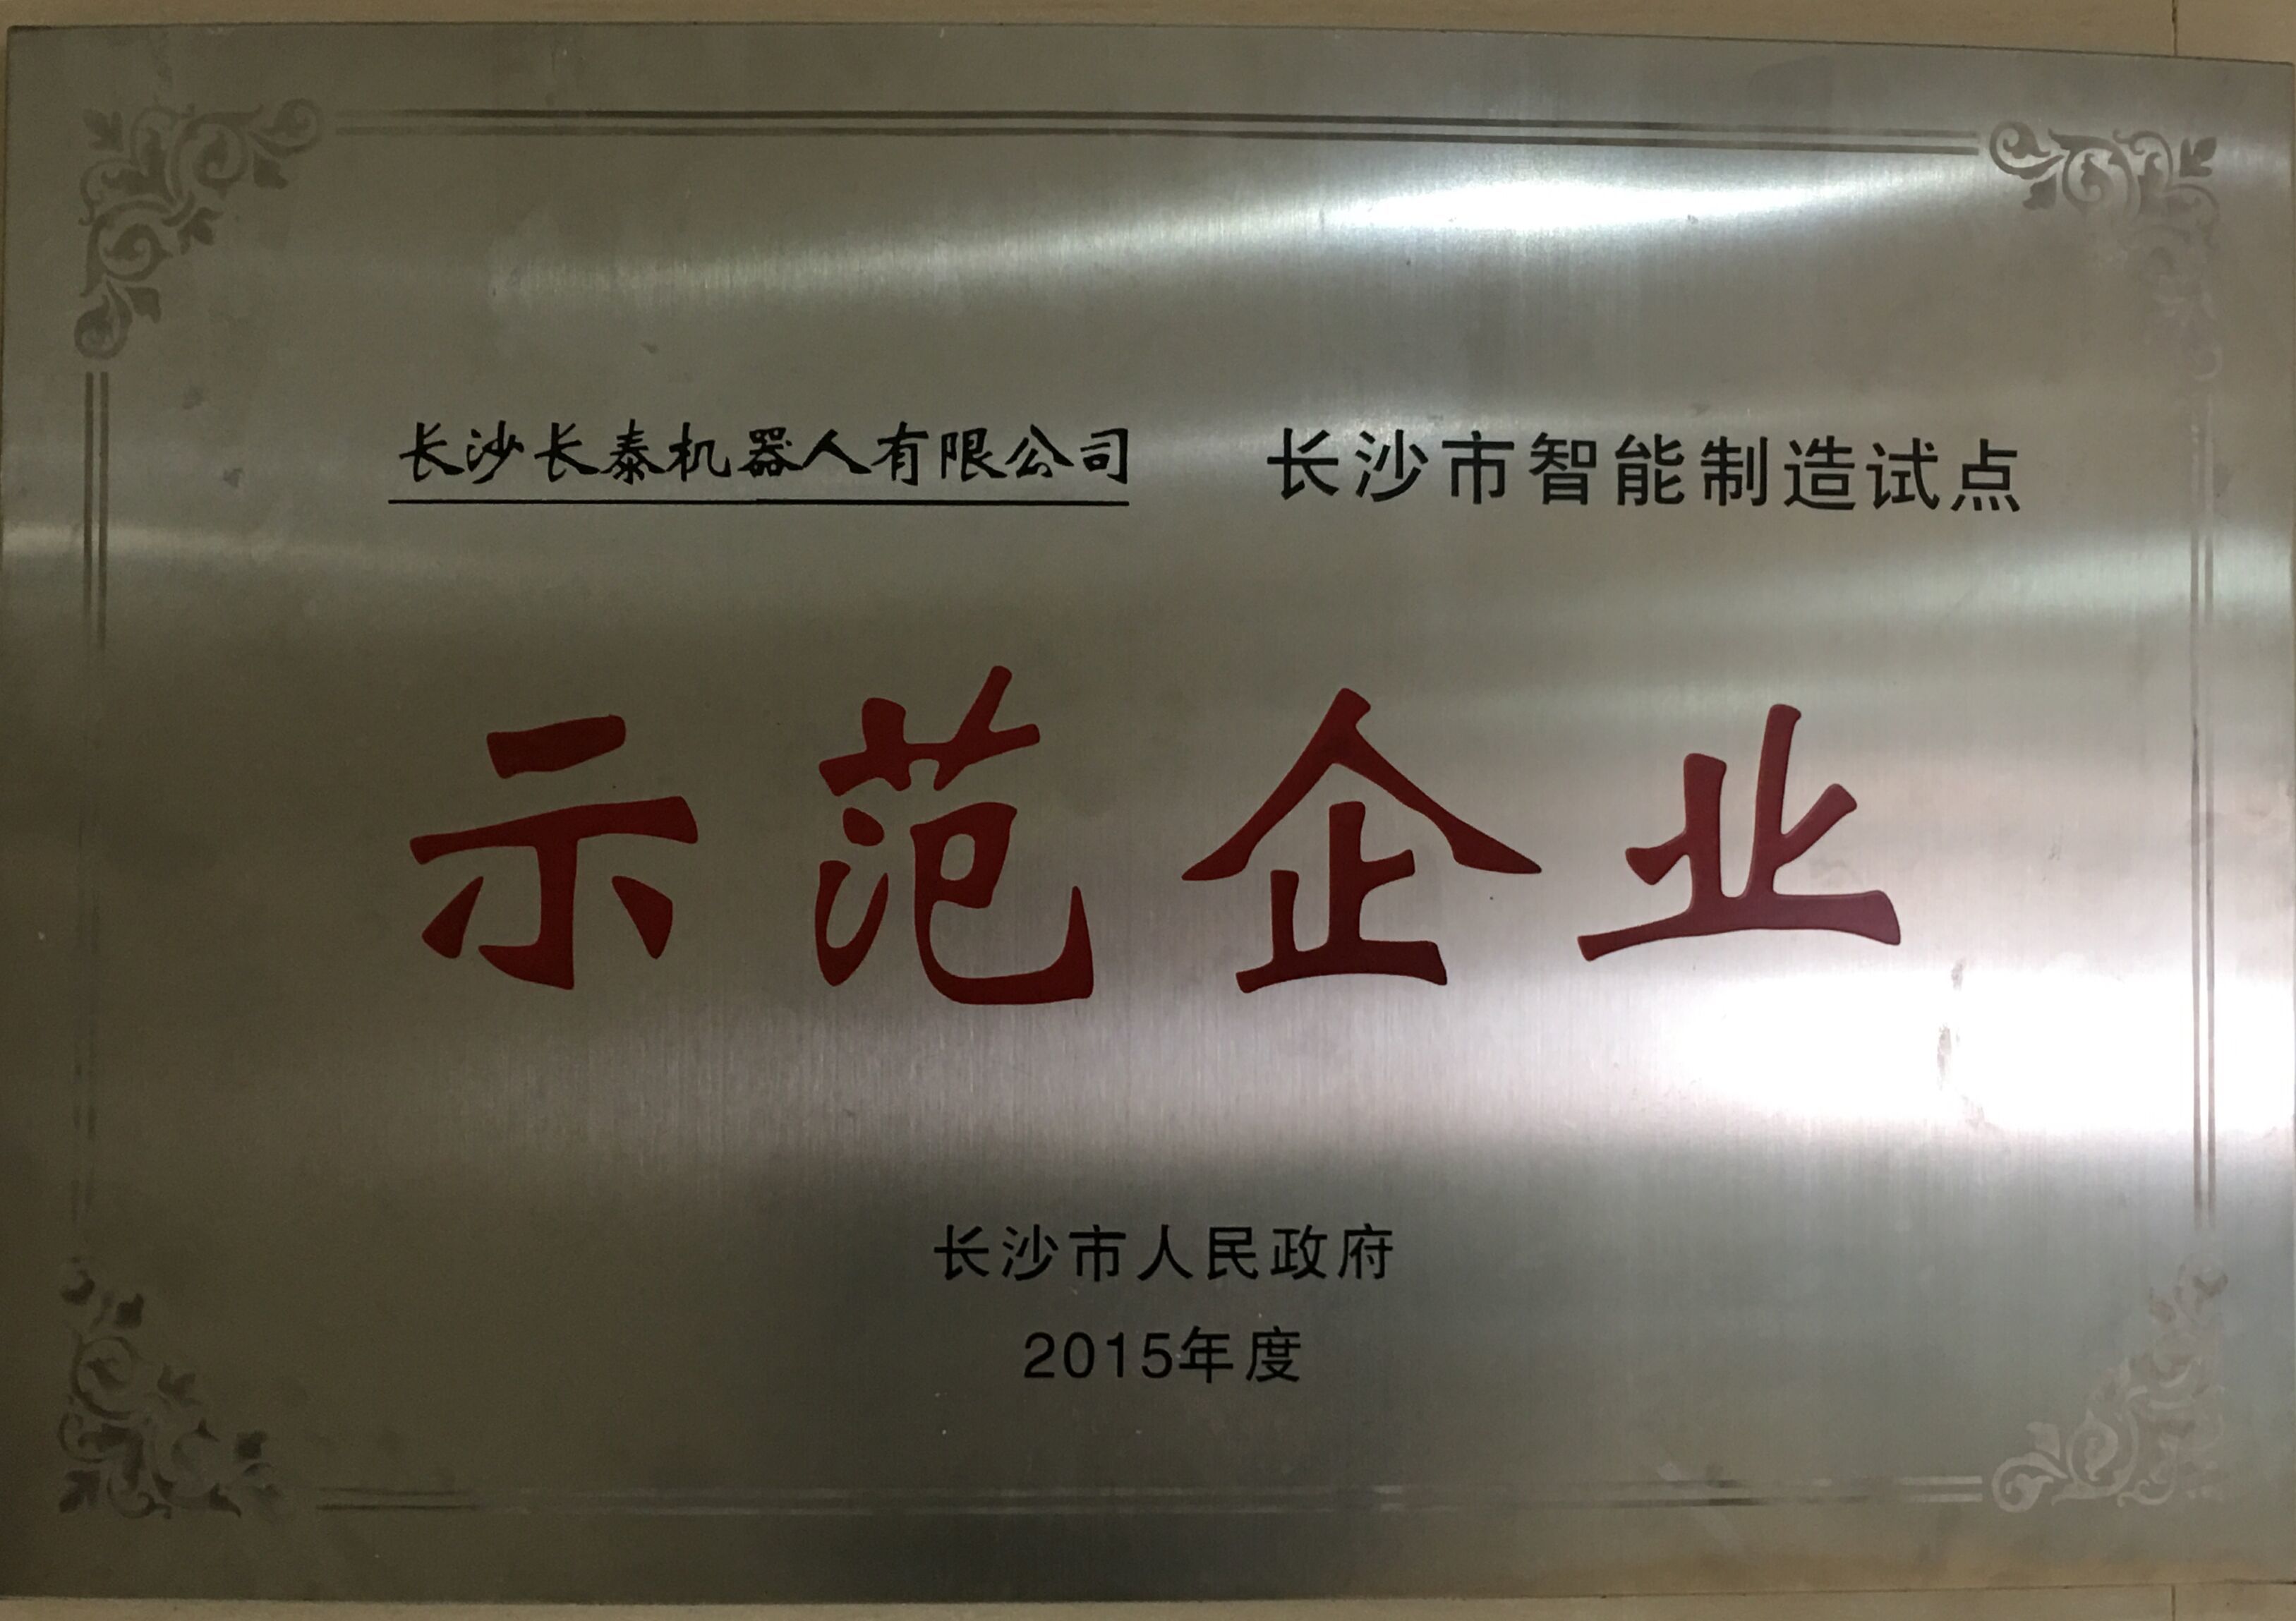 长沙长泰机器人有限公司 长沙市智能制造试点
示范企业
长沙市人民政府
2015年度